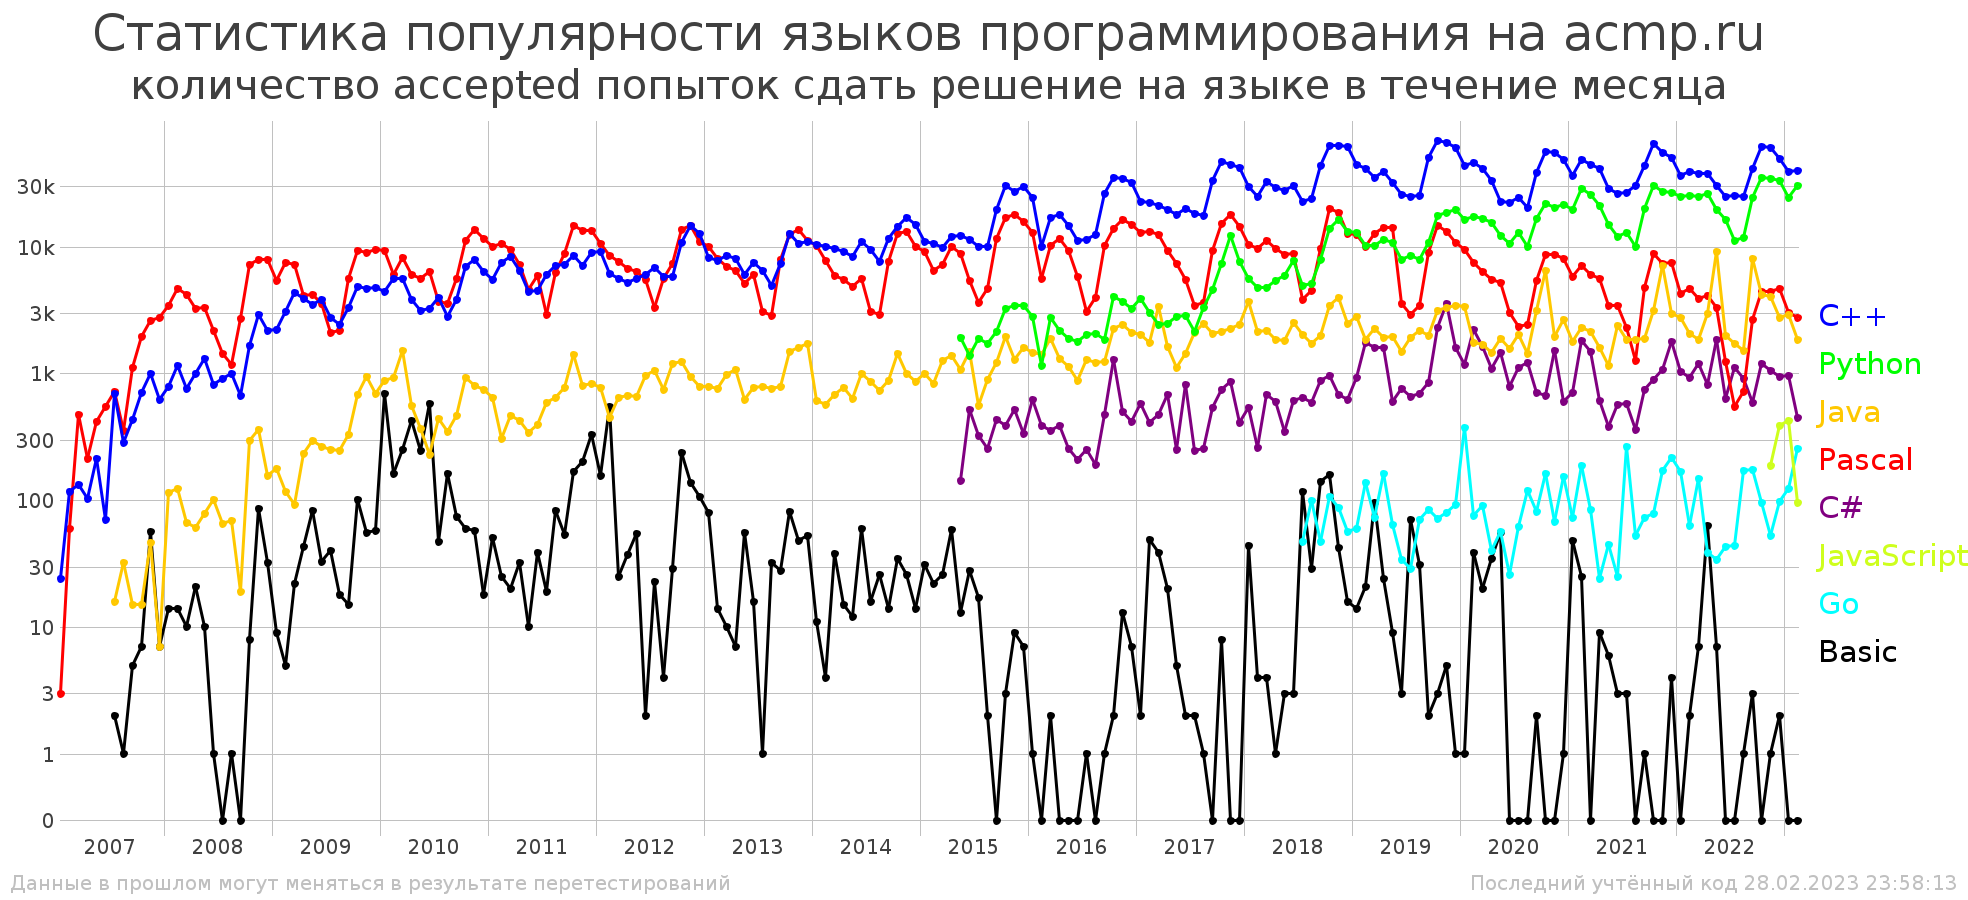 Статистика популярности языков программирования на acmp.ru
количество accepted попыток сдать решение на языке в течение месяца
30k
10k
3k
1k
300
100
30
10
3
1
0
2007 2008 2009 2010 2011 2012 2013 2014 2015 2016 2017 2018 2019 2020 2021 2022
C++
Python
Java
Pascal
C#
JavaScript
Go
Basic
Данные в прошлом могут меняться в результате перетестирований
Последний учтённый код 28.02.2023 23:58:13